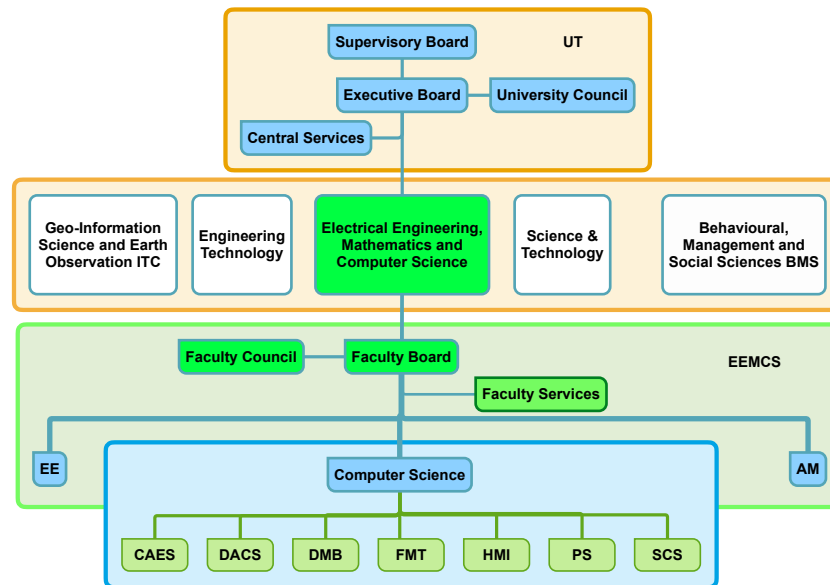 Supervisory Board
UT
Executive Board
University Council
Central Services
Geo-Information
Science and Earth
Observation ITC
Engineering
Technology
Electrical Engineering,
Mathematics and
Computer Science
Science &
Technology
Behavioural,
Management and
Social Sciences BMS
Faculty Council
Faculty Board
EEMCS
Faculty Services
EE
Computer Science
AM
CAES
DACS
DMB
FMT
HMI
PS
SCS